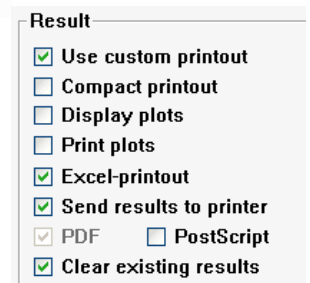 Result
Use custom printout
Compact printout
Display plots
Print plots
Excel-printout
Send results to printer
PDF PostScript
Clear existing results